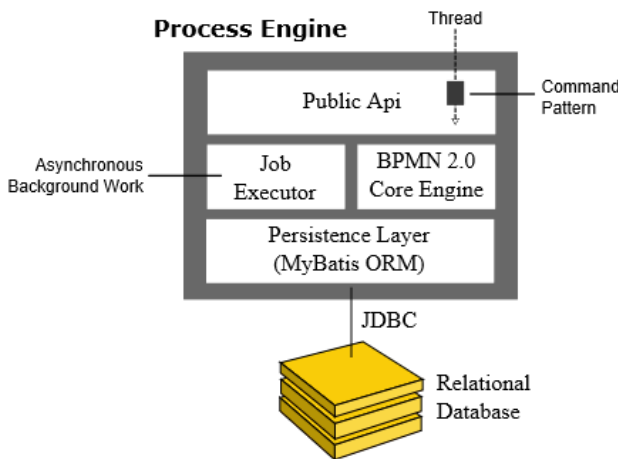 Process Engine
Thread
Public Api
Command
Pattern
Asynchronous
Background Work
Job
Executor
BPMN 2.0
Core Engine
Persistence Layer
(MyBatis ORM)
JDBC
Relational
Database